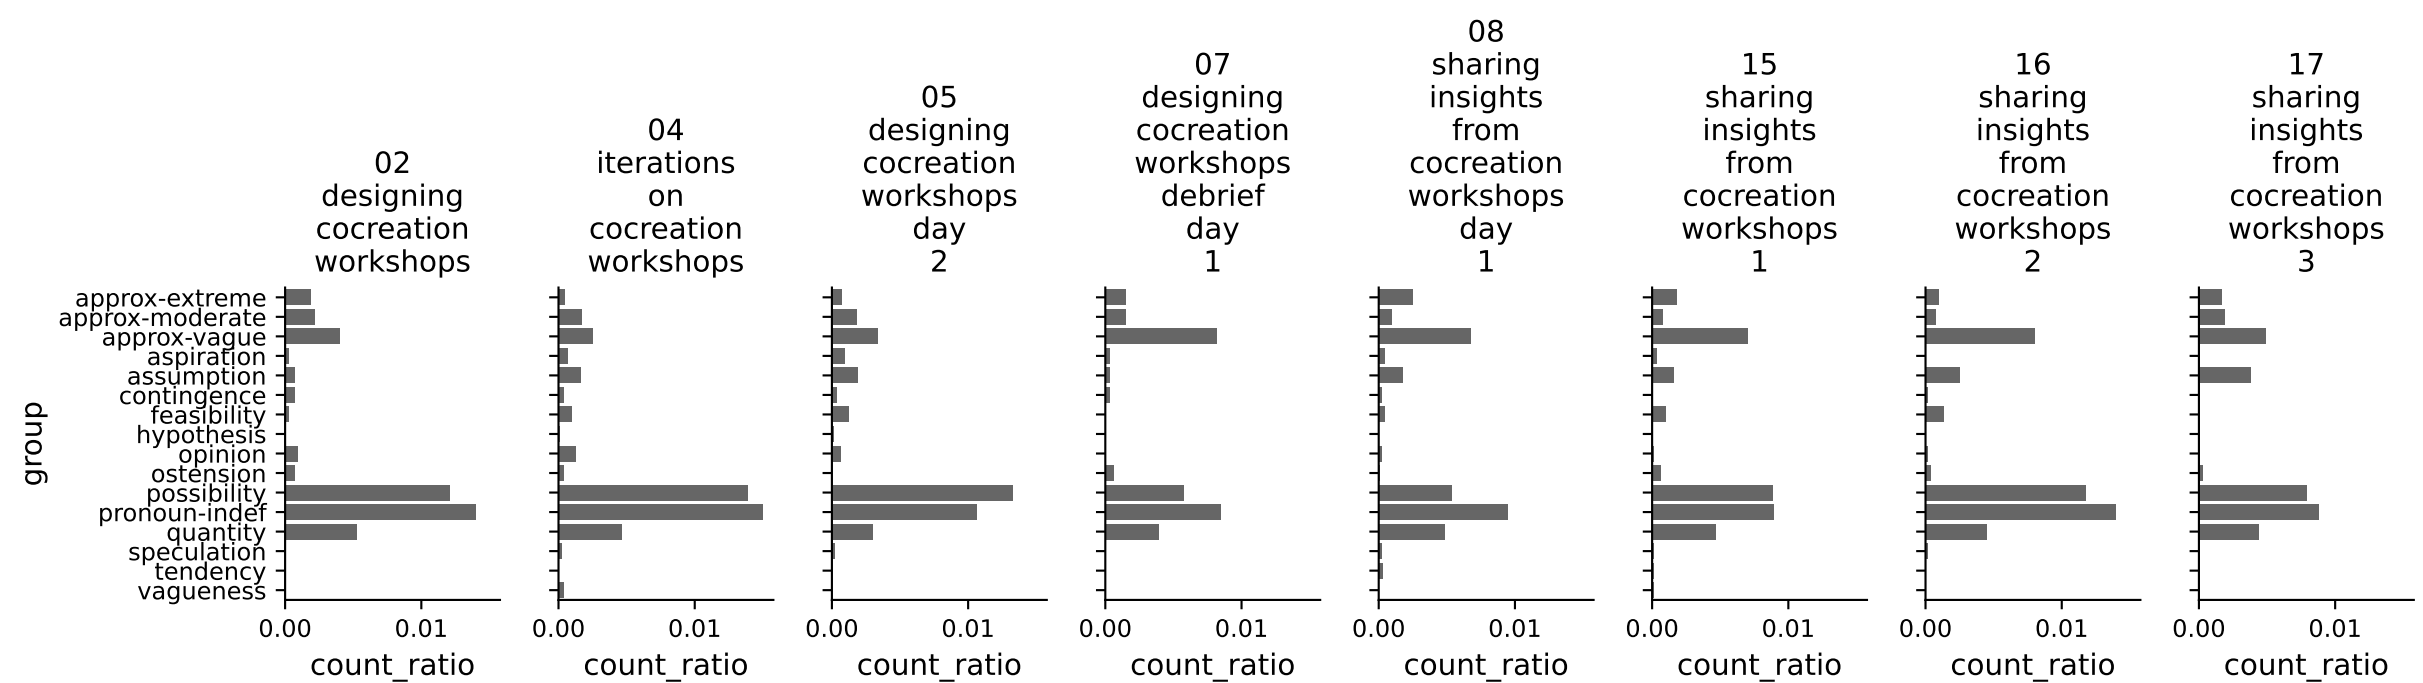 02
designing
cocreation
workshops
04
iterations
on
cocreation
workshops
05
designing
cocreation
workshops
day
2
07
designing
cocreation
workshops
debrief
day
1
08
sharing
insights
from
cocreation
workshops
day
1
15
sharing
insights
from
cocreation
workshops
1
16
sharing
insights
from
cocreation
workshops
2
17
sharing
insights
from
cocreation
workshops
3
group
approx-extreme
approx-moderate
approx-vague
aspiration
assumption
contingence
feasibility
hypothesis
opinion
ostension
possibility
pronoun-indef
quantity
speculation
tendency
vagueness
0.00 0.01
count_ratio
0.00 0.01
count_ratio
0.00 0.01
count_ratio
0.00 0.01
count_ratio
0.00 0.01
count_ratio
0.00 0.01
count_ratio
0.00 0.01
count_ratio
0.00 0.01
count_ratio